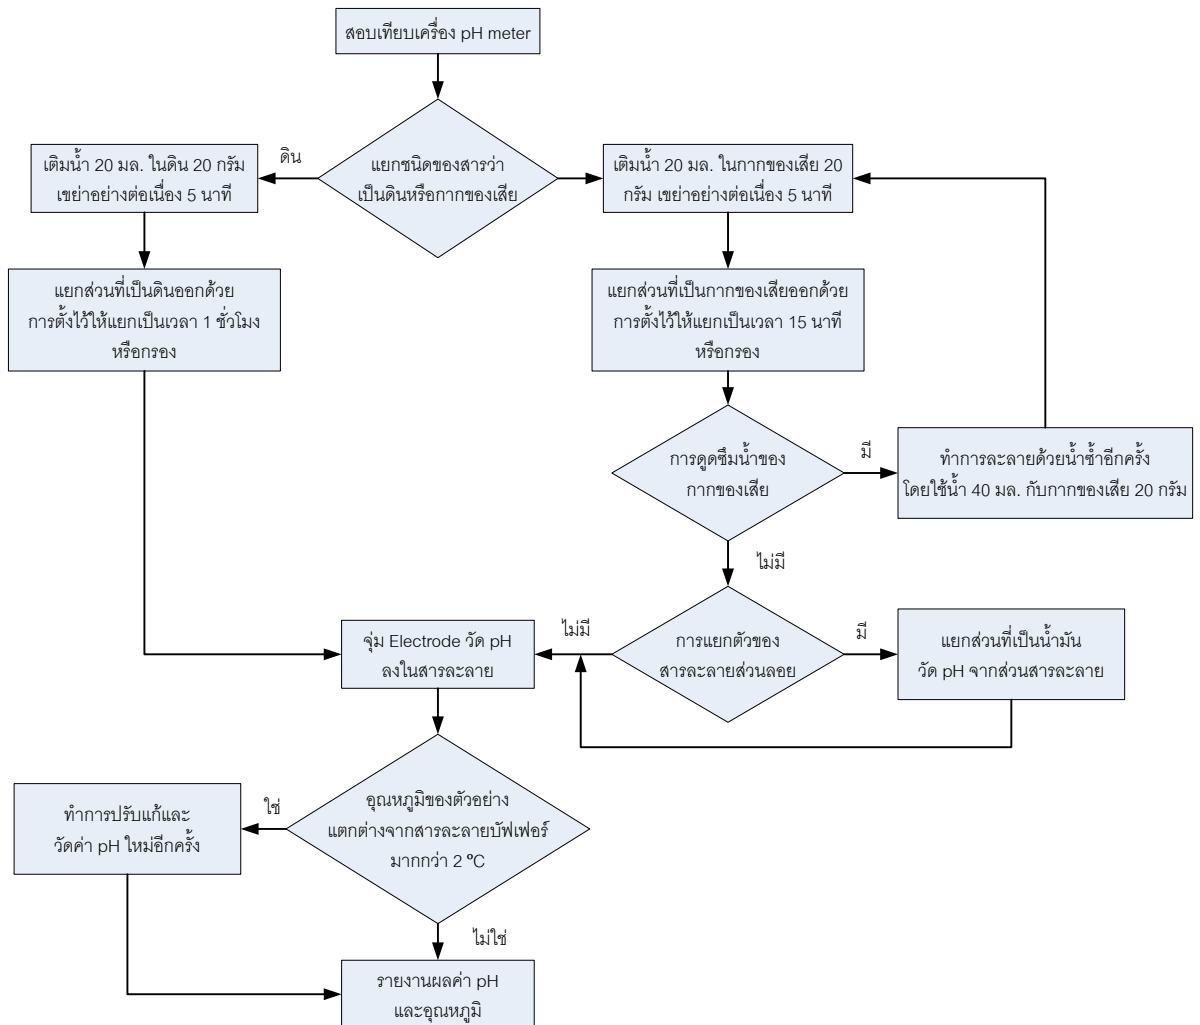 สอบเทียบเครื่อง pH meter
แยกชนิดของสารว่า
เป็นดินหรือกากของเสีย
ดิน
เติมน้ำ 20 มล. ในดิน 20 กรัม
เขย่าอย่างต่อเนื่อง 5 นาที
เติมน้ำ 20 มล. ในกากของเสีย 20
กรัม เขย่าอย่างต่อเนื่อง 5 นาที
แยกส่วนที่เป็นดินออกด้วย
การตั้งไว้ให้แยกเป็นเวลา 1 ชั่วโมง
หรือกรอง
แยกส่วนที่เป็นกากของเสียออกด้วย
การตั้งไว้ให้แยกเป็นเวลา 15 นาที
หรือกรอง
การดูดซึมน้ำของ
กากของเสีย
มี
ทำการละลายด้วยน้ำซ้ำอีกครั้ง
โดยใช้น้ำ 40 มล. กับกากของเสีย 20 กรัม
ไม่มี
การแยกตัวของ
สารละลายส่วนลอย
มี
แยกส่วนที่เป็นน้ำมัน
วัด pH จากส่วนสารละลาย
ไม่มี
จุ่ม Electrode วัด pH
ลงในสารละลาย
อุณหภูมิของตัวอย่าง
แตกต่างจากสารละลายบัฟเฟอร์
มากกว่า 2 ºC
ใช่
ทำการปรับแก้และ
วัดค่า pH ใหม่อีกครั้ง
ไม่ใช่
รายงานผลค่า pH
และอุณหภูมิ